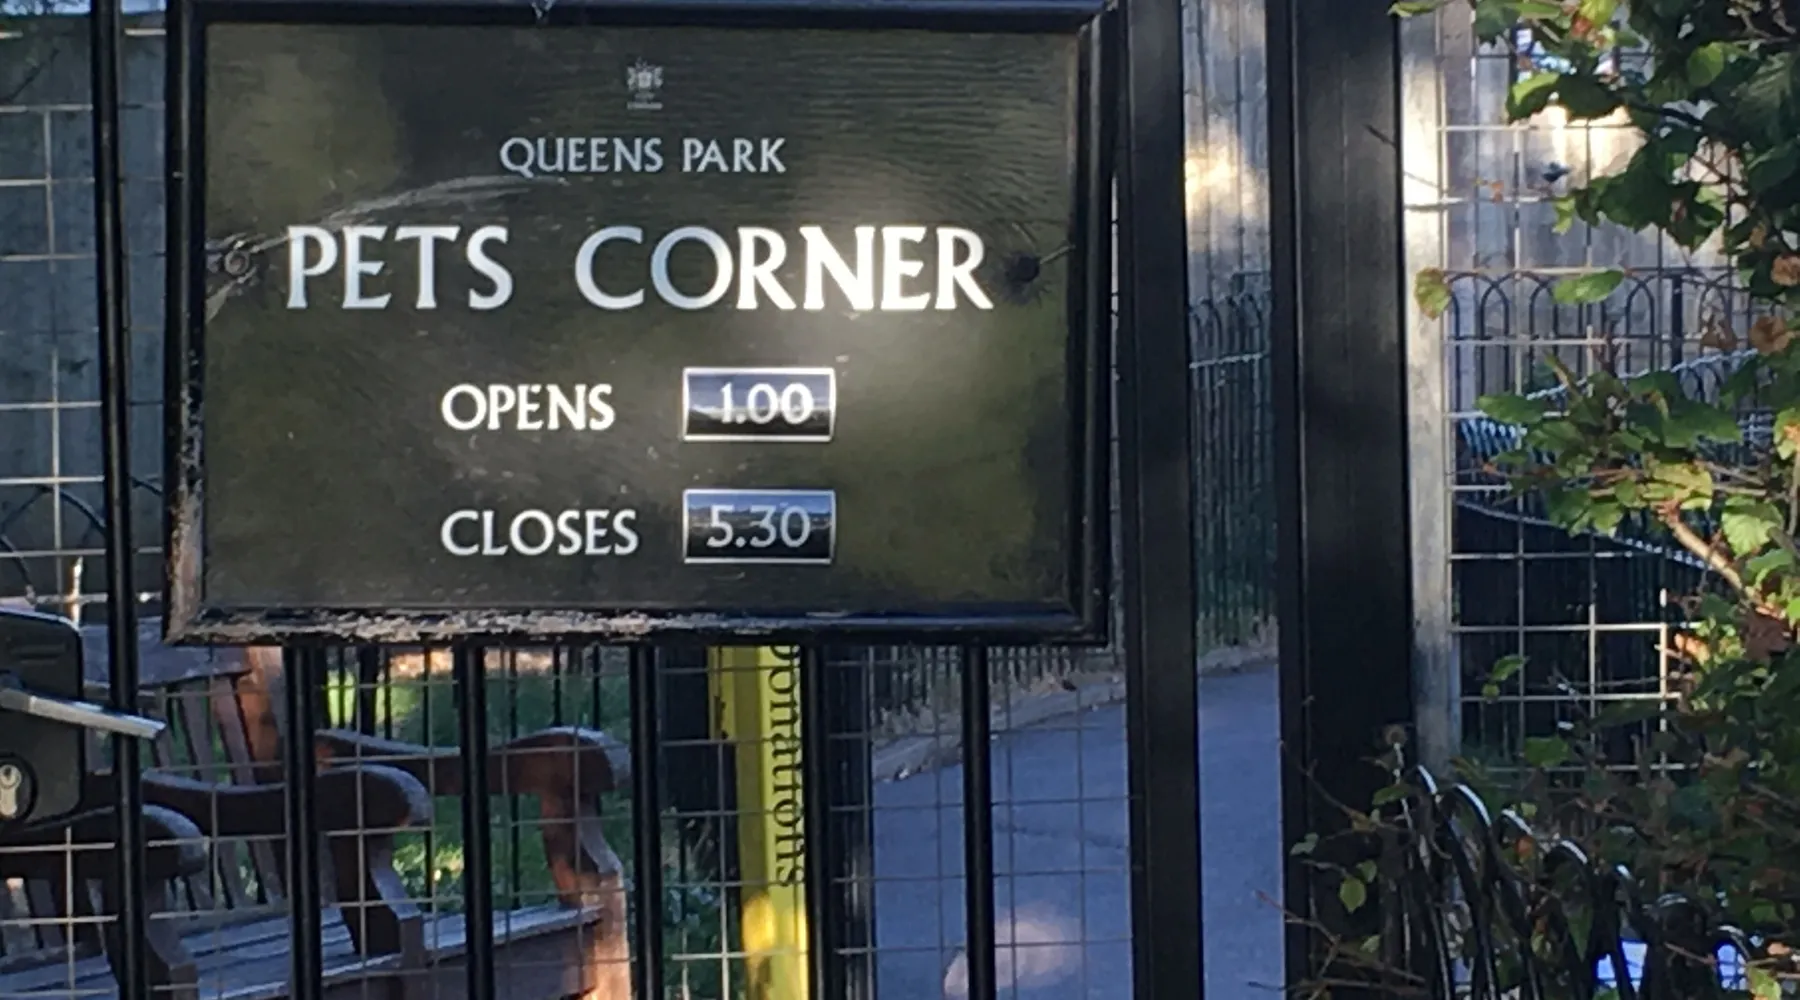 QUEENS PARK
PETS CORNER
OPENS 1.00
CLOSES 5.30
Donations